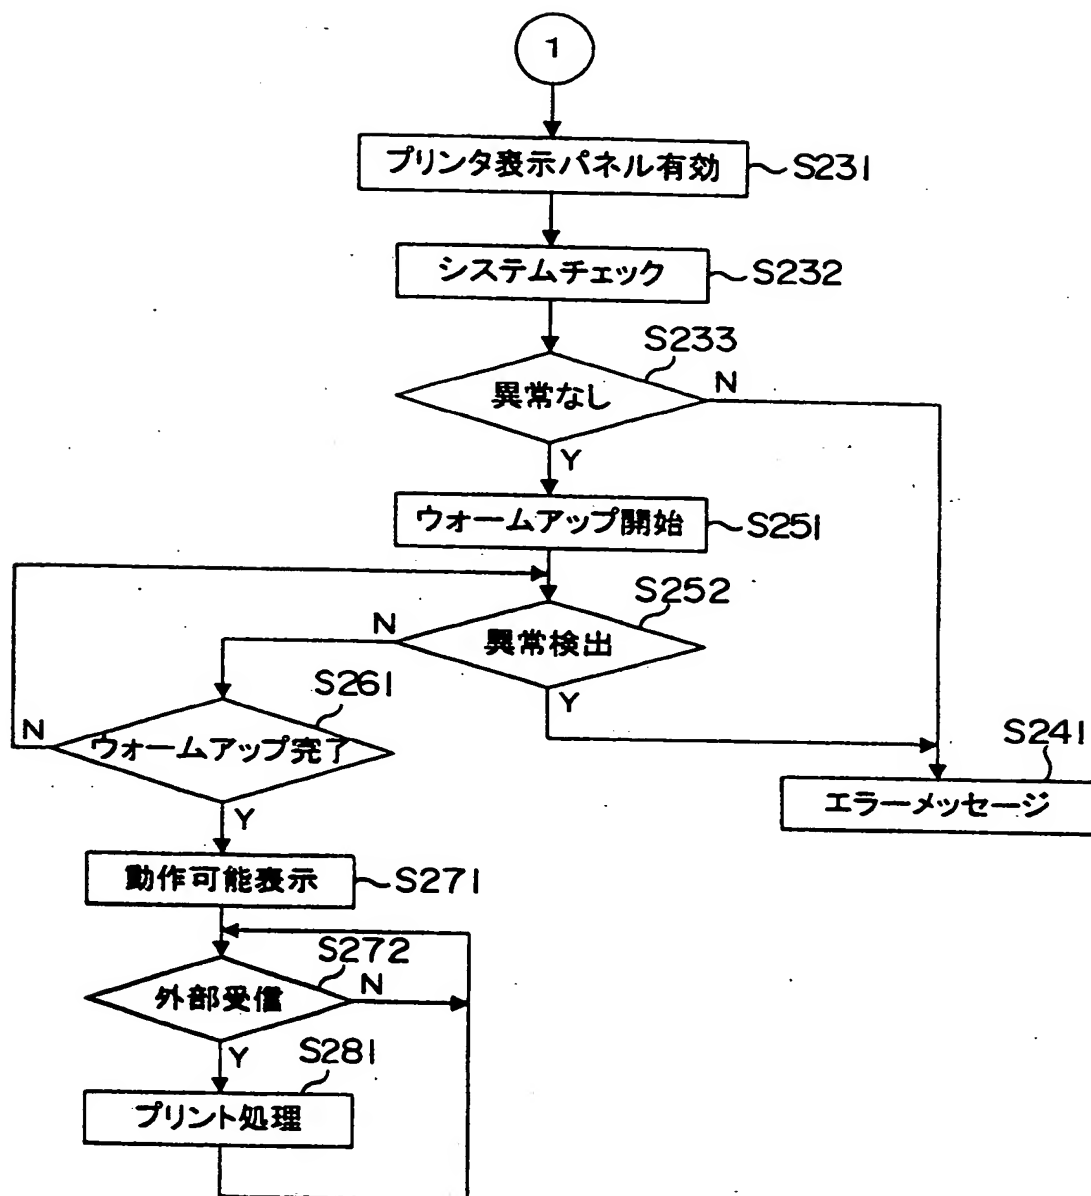 1
プリンタ表示パネル有効
S231
システムチェック
S232
S233
異常なし
N
Y
ウォームアップ開始
S251
S252
異常検出
N
Y
S261
ウォームアップ完了
N
Y
S241
エラーメッセージ
動作可能表示
S271
S272
外部受信
N
Y
S281
プリント処理